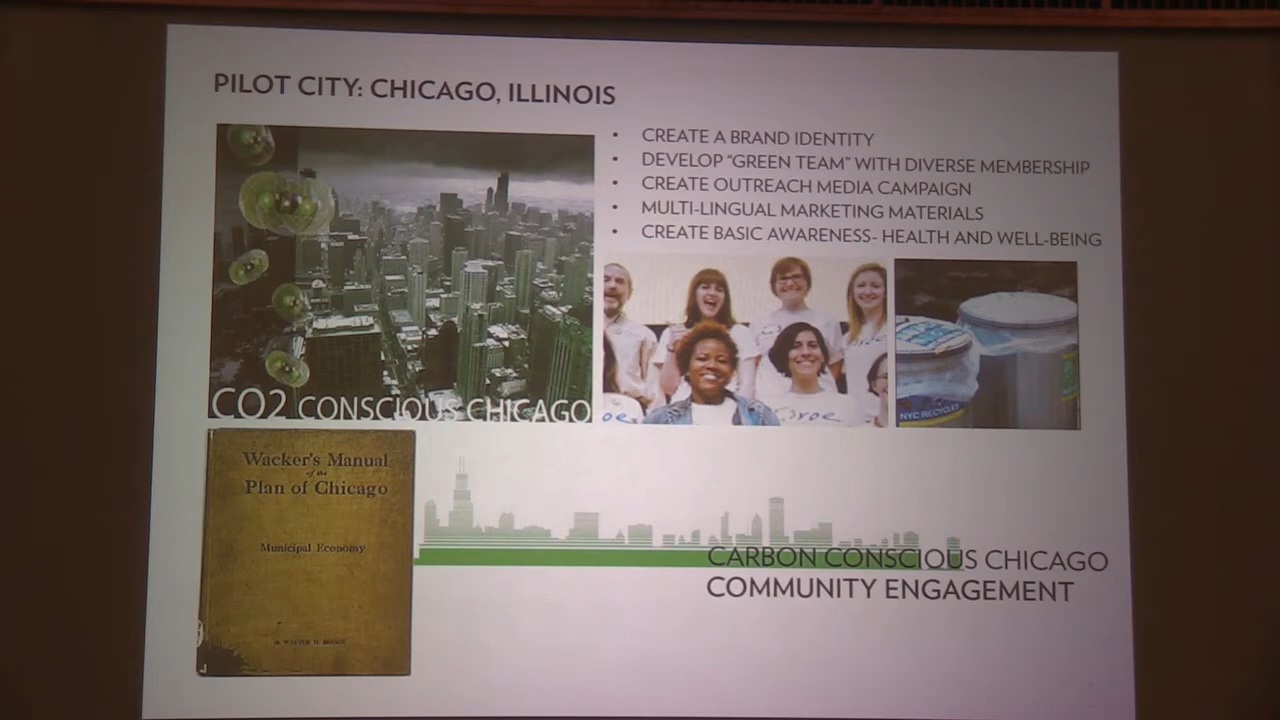 PILOT CITY: CHICAGO, ILLINOIS
• CREATE A BRAND IDENTITY
• DEVELOP “GREEN TEAM” WITH DIVERSE MEMBERSHIP
• CREATE OUTREACH MEDIA CAMPAIGN
• MULTI-LINGUAL MARKETING MATERIALS
• CREATE BASIC AWARENESS- HEALTH AND WELL-BEING
CO2 CONSCIOUS CHICAGO
NYC RECYCLES
Wacker's Manual
of the
Plan of Chicago
Municipal Economy
CARBON CONSCIOUS CHICAGO
COMMUNITY ENGAGEMENT